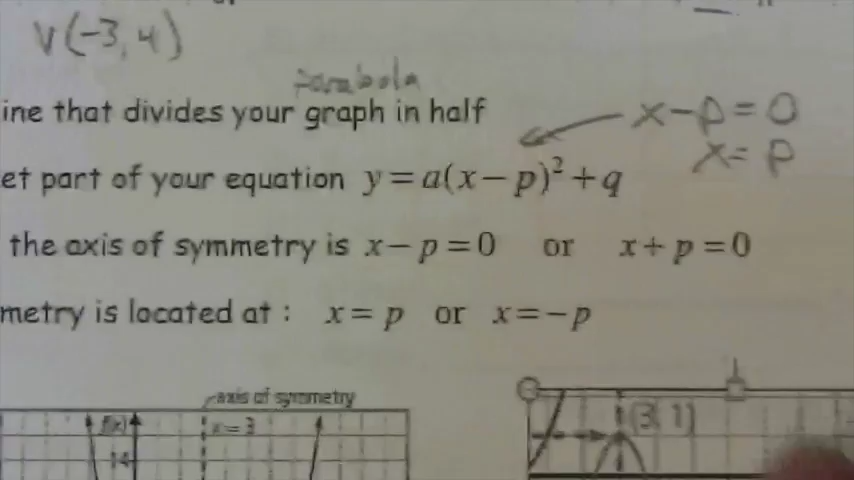 V(-3, 4)
parabola
ine that divides your graph in half
x-p=0
x=p
et part of your equation y=a(x-p)²+q
the axis of symmetry is x-p=0 or x+p=0
metry is located at : x=p or x=-p
axis of symmetry
f(x)
x=3
14
(3, 1)